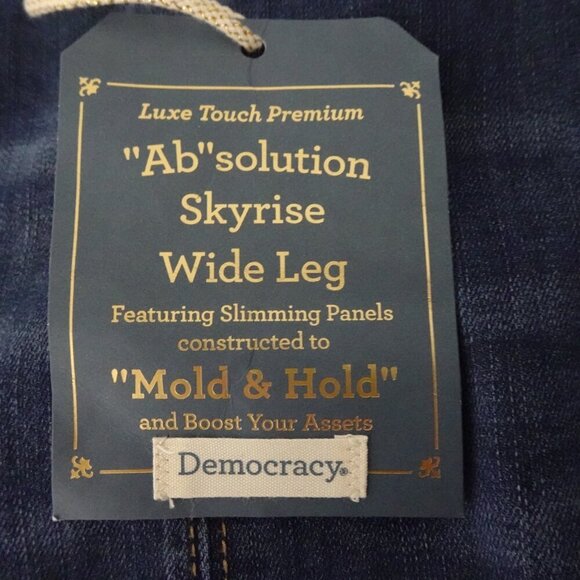 Luxe Touch Premium
"Ab"solution
Skyrise
Wide Leg
Featuring Slimming Panels
constructed to
"Mold & Hold"
and Boost Your Assets
Democracy®